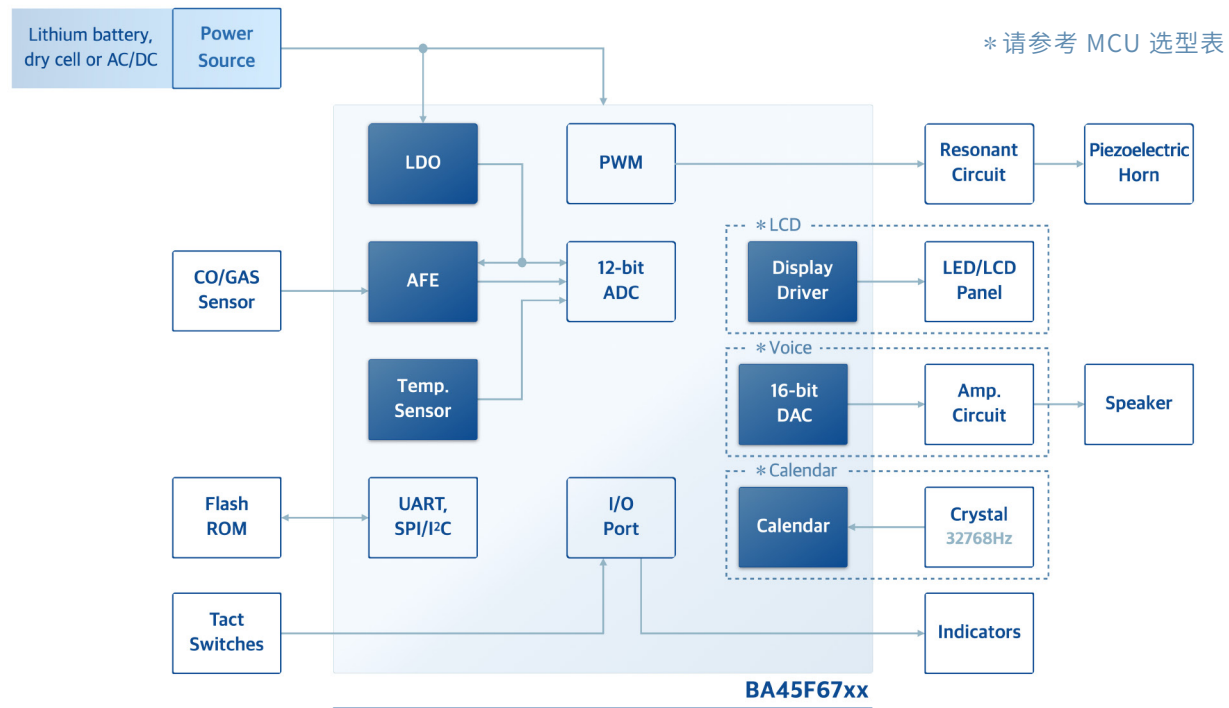 Lithium battery,
dry cell or AC/DC
Power
Source
*请参考 MCU 选型表
LDO
PWM
Resonant
Circuit
Piezoelectric
Horn
*LCD
CO/GAS
Sensor
AFE
12-bit
ADC
Display
Driver
LED/LCD
Panel
*Voice
Temp.
Sensor
16-bit
DAC
Amp.
Circuit
Speaker
*Calendar
Flash
ROM
UART,
SPI/I²C
I/O
Port
Calendar
Crystal
32768Hz
Tact
Switches
Indicators
BA45F67xx